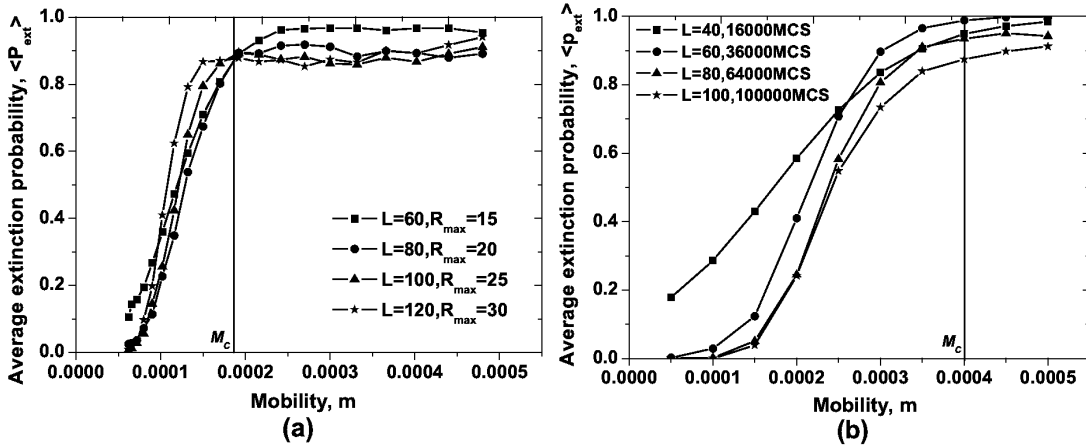 Average extinction probability, <P_ext>
1.0
0.8
0.6
0.4
0.2
0.0
L=60,R_max=15
L=80,R_max=20
L=100,R_max=25
L=120,R_max=30
M_c
0.0000 0.0001 0.0002 0.0003 0.0004 0.0005
Mobility, m
(a)
Average extinction probability, <p_ext>
1.0
0.8
0.6
0.4
0.2
0.0
L=40,16000MCS
L=60,36000MCS
L=80,64000MCS
L=100,100000MCS
M_c
0.0000 0.0001 0.0002 0.0003 0.0004 0.0005
Mobility, m
(b)